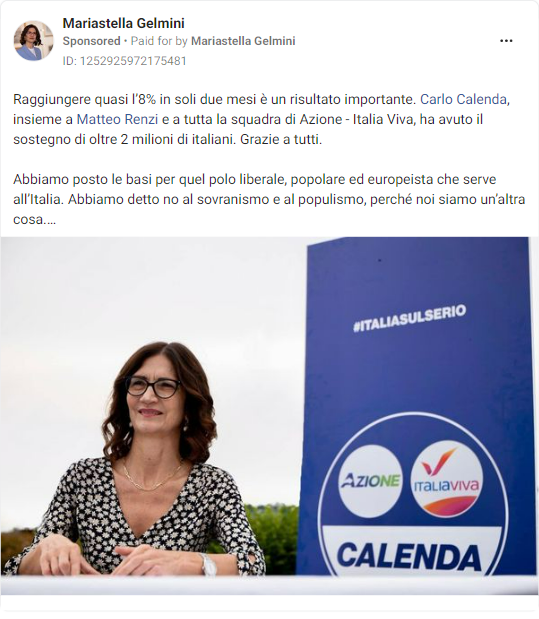 Mariastella Gelmini
Sponsored • Paid for by Mariastella Gelmini
ID: 1252925972175481
Raggiungere quasi l'8% in soli due mesi è un risultato importante. Carlo Calenda,
insieme a Matteo Renzi e a tutta la squadra di Azione - Italia Viva, ha avuto il
sostegno di oltre 2 milioni di italiani. Grazie a tutti.
Abbiamo posto le basi per quel polo liberale, popolare ed europeista che serve
all'Italia. Abbiamo detto no al sovranismo e al populismo, perché noi siamo un'altra
cosa....
#ITALIASULSERIO
AZIONE
ITALIAVIVA
CALENDA